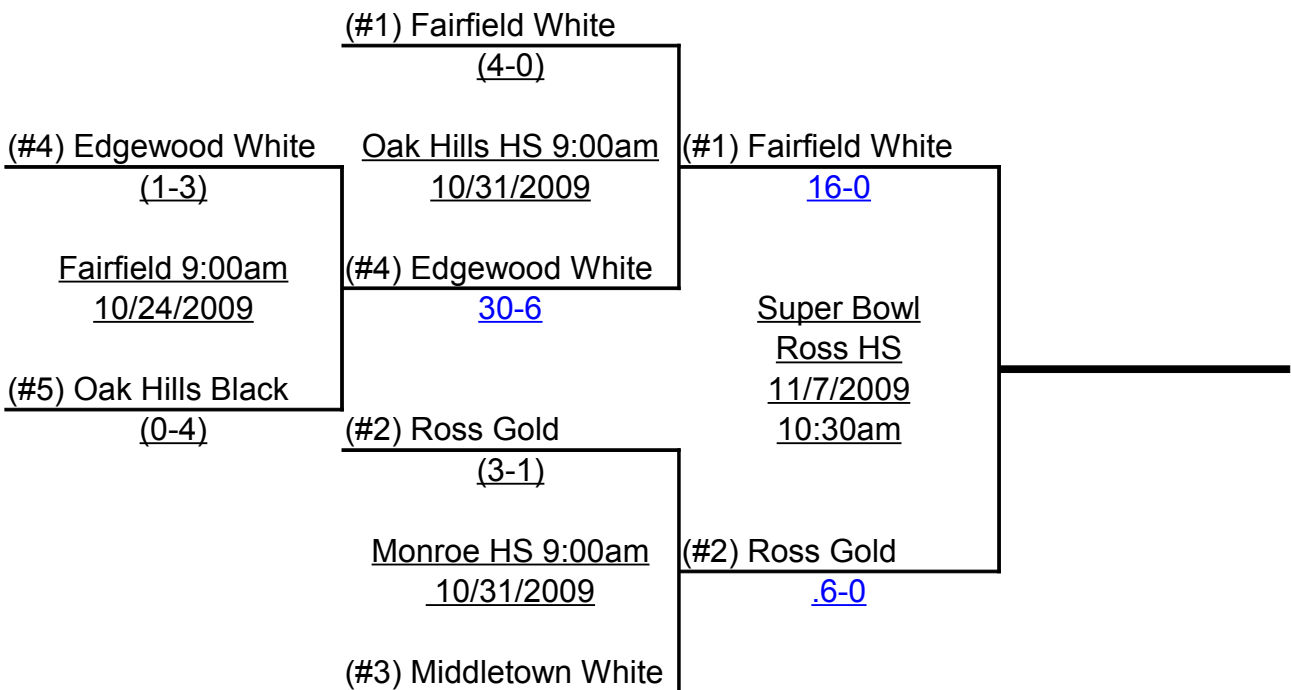 (#1) Fairfield White
(4-0)
(#4) Edgewood White
(1-3)
Oak Hills HS 9:00am
10/31/2009
(#1) Fairfield White
16-0
Fairfield 9:00am
10/24/2009
(#4) Edgewood White
30-6
Super Bowl
Ross HS
11/7/2009
10:30am
(#5) Oak Hills Black
(0-4)
(#2) Ross Gold
(3-1)
Monroe HS 9:00am
10/31/2009
(#2) Ross Gold
.6-0
(#3) Middletown White